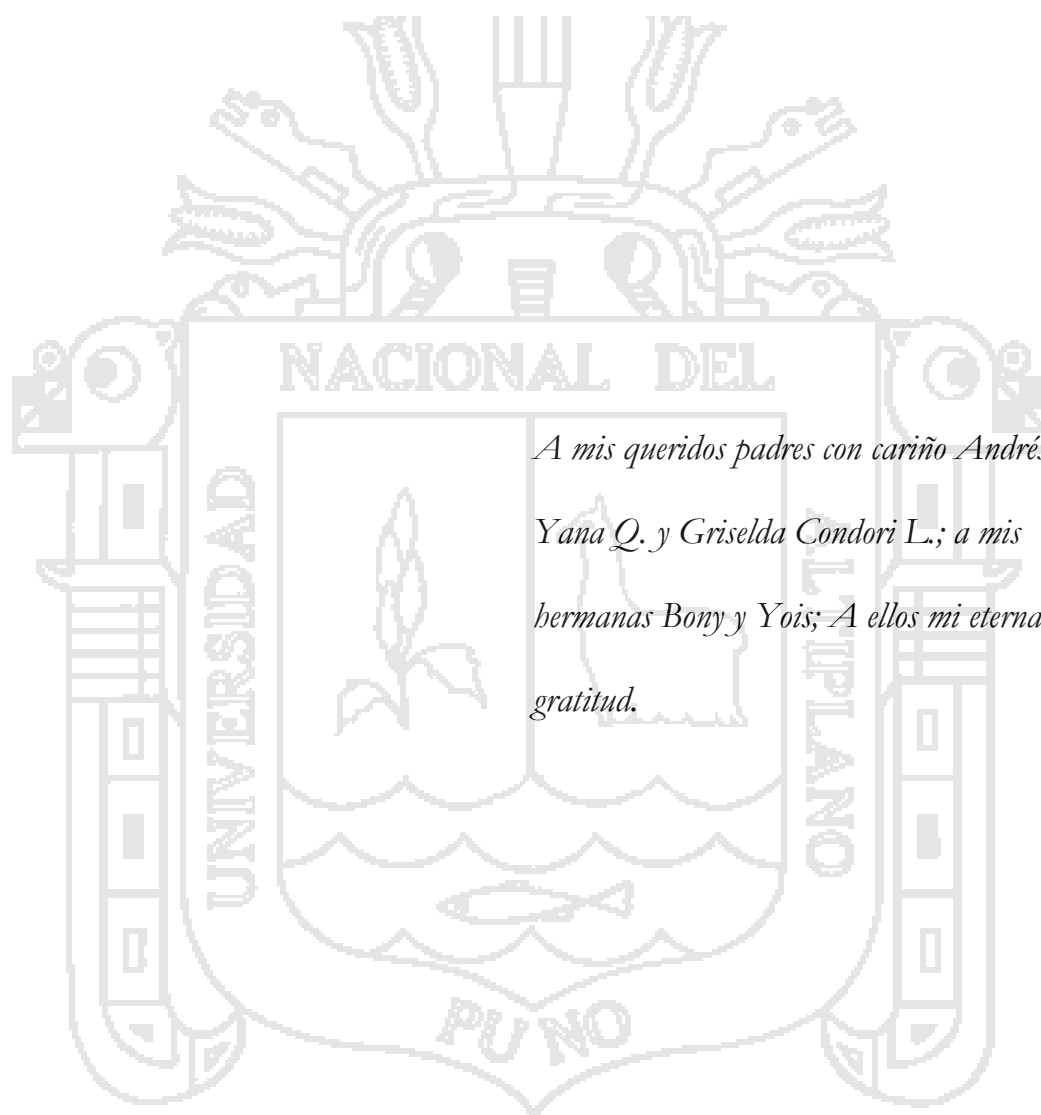 NACIONAL DEL
UNIVERSIDAD
ALTIPLANO
PUNO
A mis queridos padres con cariño Andrés
Yana Q. y Griselda Condori L.; a mis
hermanas Bony y Yois; A ellos mi eterna
gratitud.